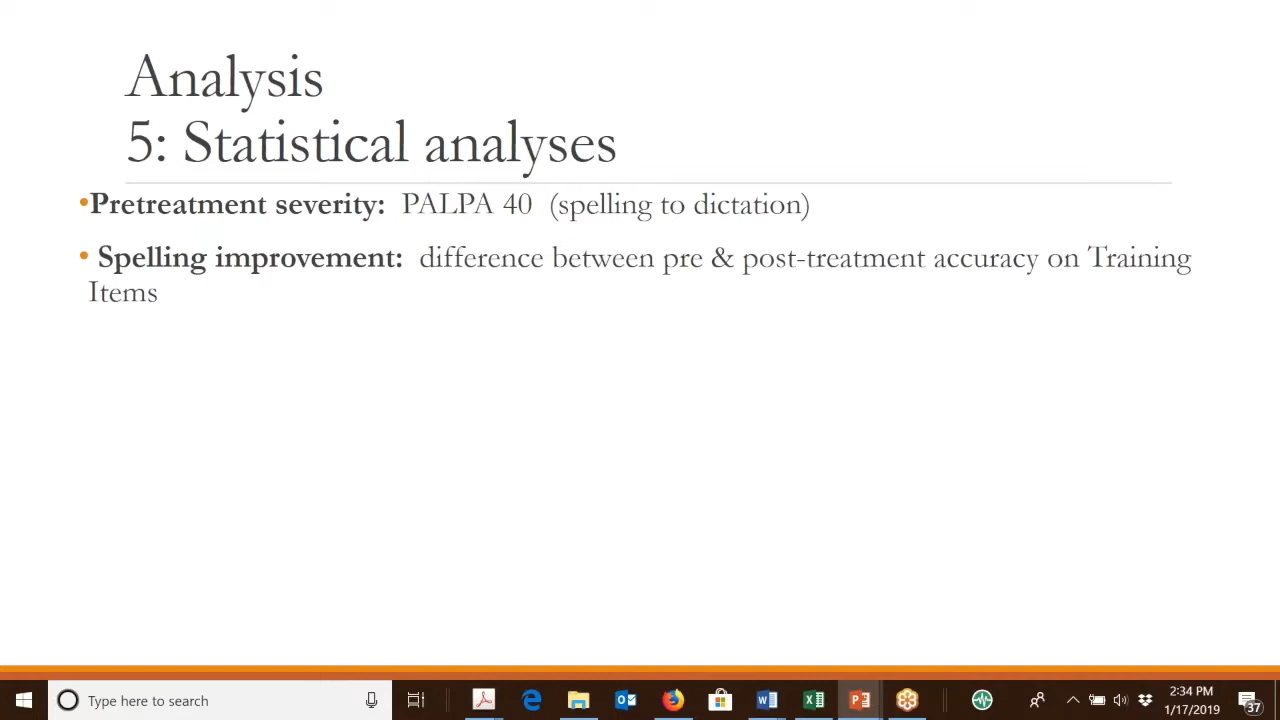 Analysis
5: Statistical analyses
•Pretreatment severity: PALPA 40 (spelling to dictation)
• Spelling improvement: difference between pre & post-treatment accuracy on Training
Items
Type here to search
2:34 PM
1/17/2019
37